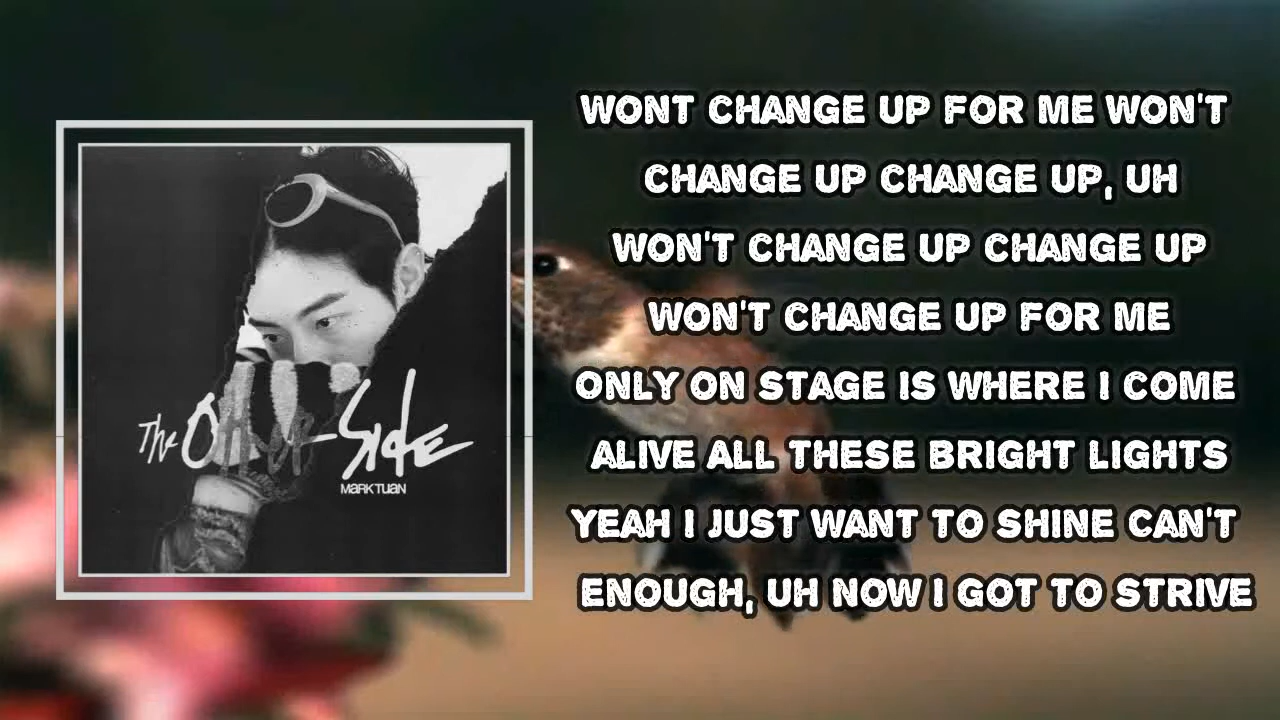 The Other Side
MARK TUAN
WONT CHANGE UP FOR ME WON'T
CHANGE UP CHANGE UP, UH
WON'T CHANGE UP CHANGE UP
WON'T CHANGE UP FOR ME
ONLY ON STAGE IS WHERE I COME
ALIVE ALL THESE BRIGHT LIGHTS
YEAH I JUST WANT TO SHINE CAN'T
ENOUGH, UH NOW I GOT TO STRIVE